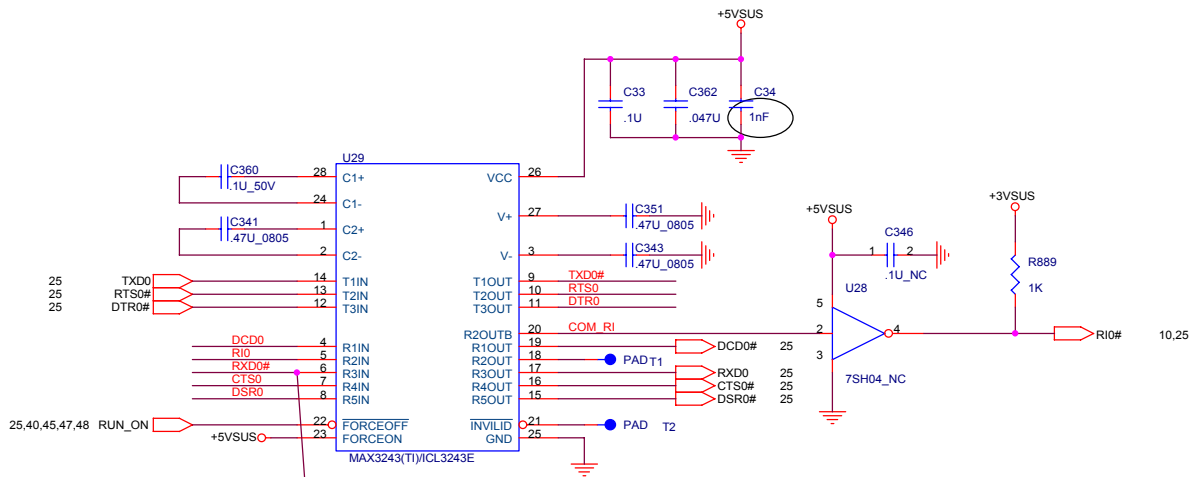 +5VSUS
C33
.1U
C362
.047U
C34
1nF
U29
C360
.1U_50V
28 C1+
24 C1-
C341
.47U_0805
1 C2+
2 C2-
25 TXD0 14 T1IN
25 RTS0# 13 T2IN
25 DTR0# 12 T3IN
DCD0 4 R1IN
RI0 5 R2IN
RXD0# 6 R3IN
CTS0 7 R4IN
DSR0 8 R5IN
25,40,45,47,48 RUN_ON 22 FORCEOFF
+5VSUS 23 FORCEON
VCC 26
V+ 27 C351
.47U_0805
V- 3 C343
.47U_0805
T1OUT 9 TXD0#
T2OUT 10 RTS0
T3OUT 11 DTR0
R2OUTB 20 COM_RI
R1OUT 19 DCD0# 25
R2OUT 18 PAD T1
R3OUT 17 RXD0 25
R4OUT 16 CTS0# 25
R5OUT 15 DSR0# 25
INVILID 21 PAD T2
GND 25
MAX3243(TI)/ICL3243E
+5VSUS
C346
1 2
.1U_NC
U28
5
2 4
3
7SH04_NC
+3VSUS
R889
1K
RI0# 10,25